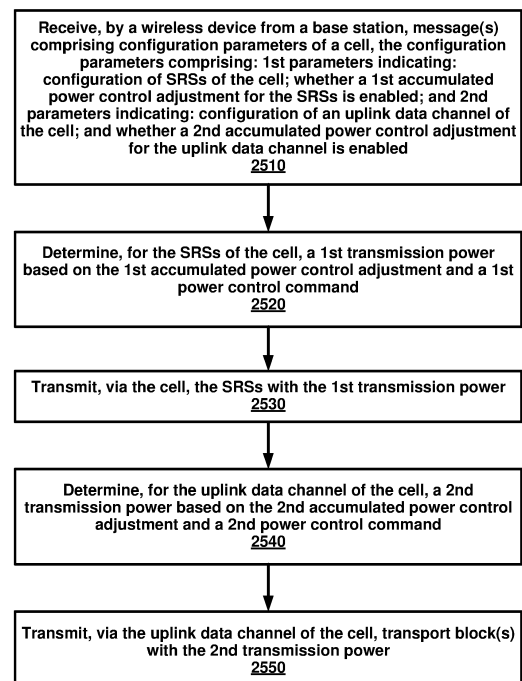 Receive, by a wireless device from a base station, message(s)
comprising configuration parameters of a cell, the configuration
parameters comprising: 1st parameters indicating:
configuration of SRSs of the cell; whether a 1st accumulated
power control adjustment for the SRSs is enabled; and 2nd
parameters indicating: configuration of an uplink data channel of
the cell; and whether a 2nd accumulated power control adjustment
for the uplink data channel is enabled
2510
Determine, for the SRSs of the cell, a 1st transmission power
based on the 1st accumulated power control adjustment and a 1st
power control command
2520
Transmit, via the cell, the SRSs with the 1st transmission power
2530
Determine, for the uplink data channel of the cell, a 2nd
transmission power based on the 2nd accumulated power control
adjustment and a 2nd power control command
2540
Transmit, via the uplink data channel of the cell, transport block(s)
with the 2nd transmission power
2550